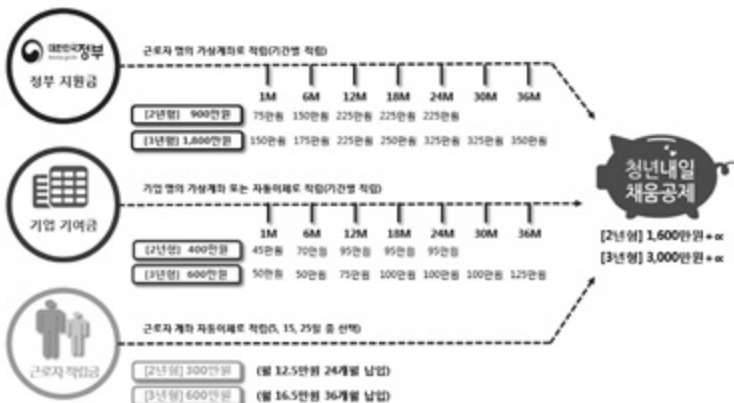 대한민국정부
정부 지원금
근로자 명의 가상계좌로 적립(기간별 적립)
1M 6M 12M 18M 24M 30M 36M
[2년형] 900만원 75만원 150만원 225만원 225만원 225만원
[3년형] 1,800만원 150만원 175만원 225만원 250만원 325만원 325만원 350만원
기업 기여금
기업 명의 가상계좌 또는 자동이체로 적립(기간별 적립)
1M 6M 12M 18M 24M 30M 36M
[2년형] 400만원 45만원 70만원 95만원 95만원 95만원
[3년형] 600만원 50만원 50만원 75만원 100만원 100만원 100만원 125만원
청년내일
채움공제
[2년형] 1,600만원+∝
[3년형] 3,000만원+∝
근로자 적립금
근로자 계좌 자동이체로 적립(5, 15, 25일 중 선택)
[2년형] 300만원 (월 12.5만원 24개월 납입)
[3년형] 600만원 (월 16.5만원 36개월 납입)